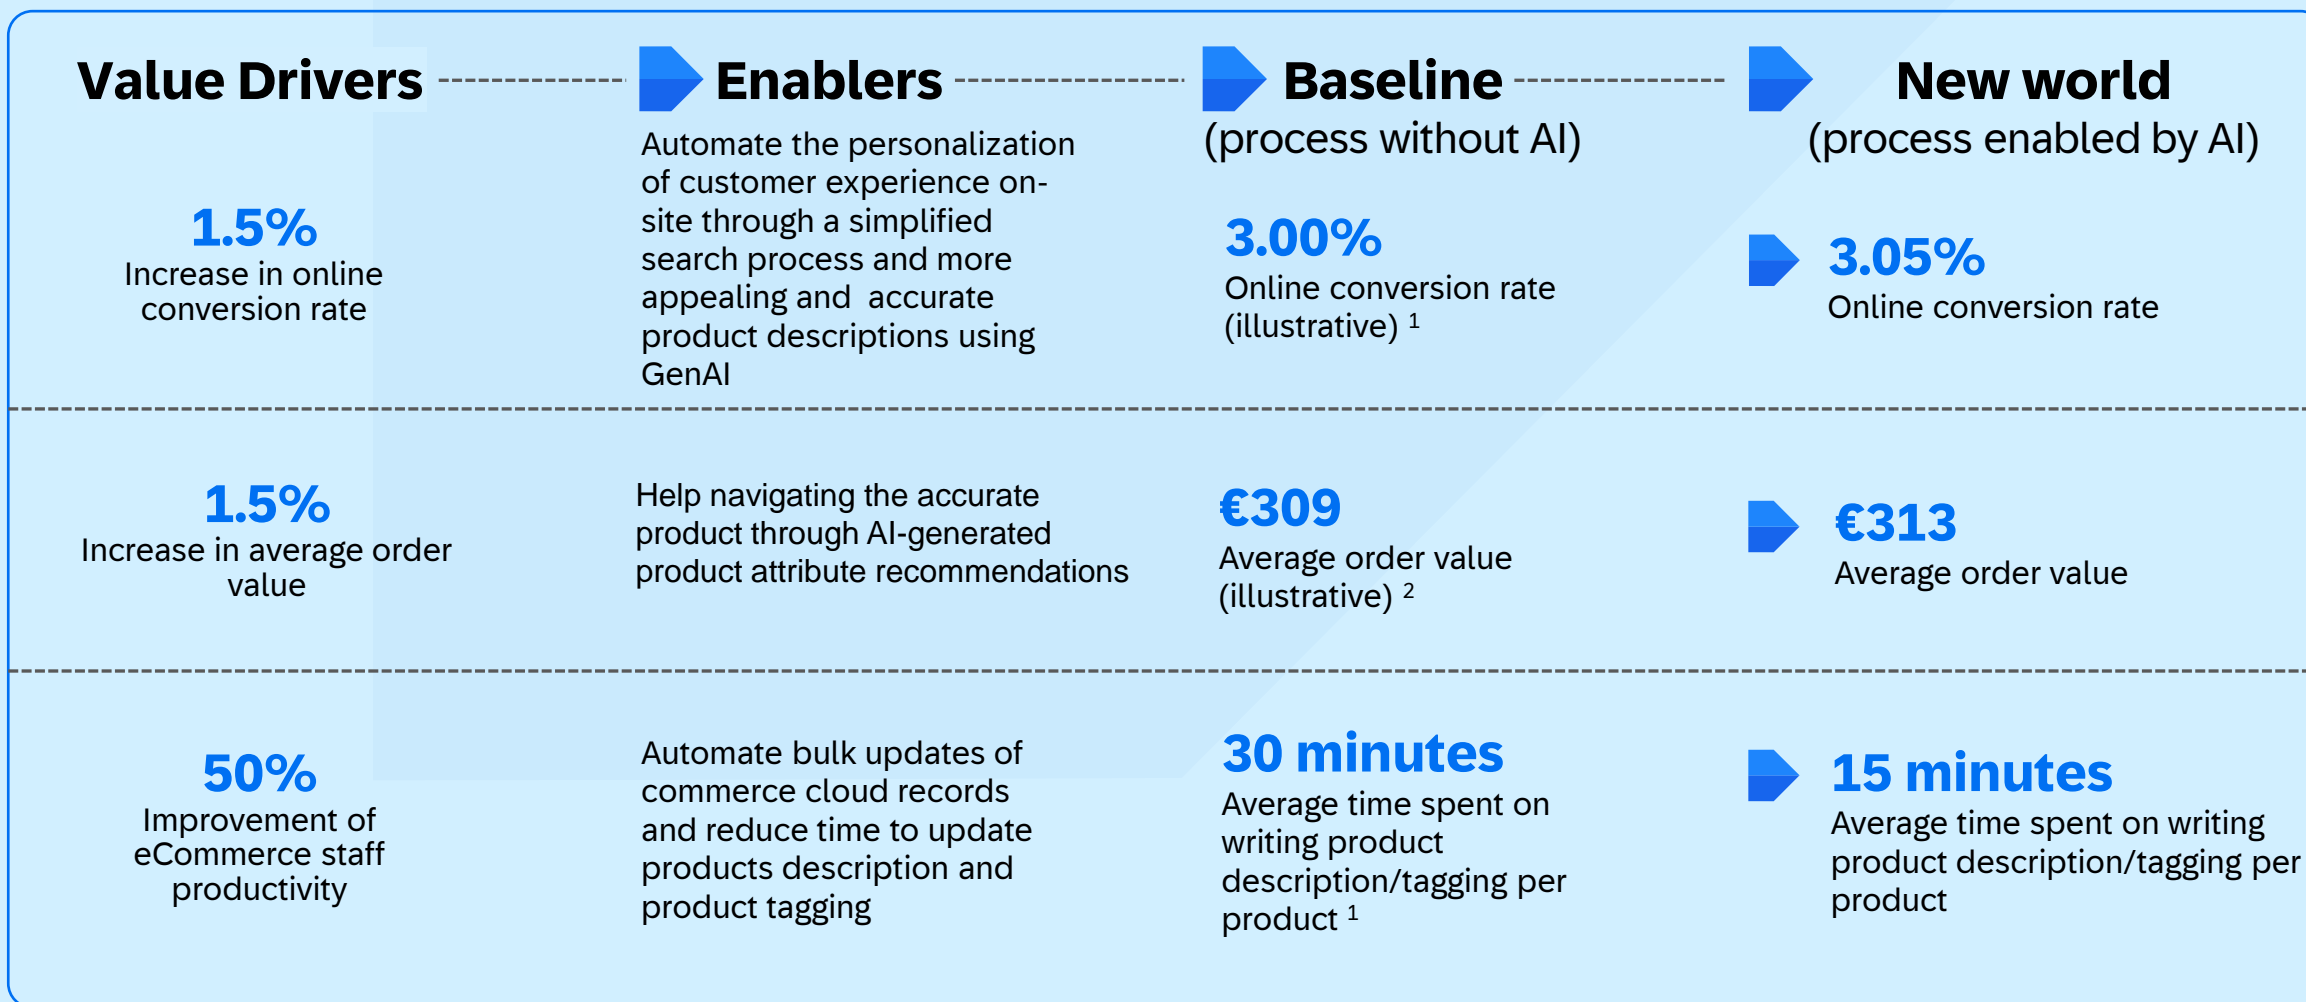 Value Drivers
Enablers
Baseline
(process without AI)
New world
(process enabled by AI)
1.5%
Increase in online
conversion rate
Automate the personalization
of customer experience on-
site through a simplified
search process and more
appealing and  accurate
product descriptions using
GenAI
3.00%
Online conversion rate
(illustrative) 1
3.05%
Online conversion rate
1.5%
Increase in average order
value
Help navigating the accurate
product through AI-generated
product attribute recommendations
€309
Average order value
(illustrative) 2
€313
Average order value
50%
Improvement of
eCommerce staff
productivity
Automate bulk updates of
commerce cloud records
and reduce time to update
products description and
product tagging
30 minutes
Average time spent on
writing product
description/tagging per
product 1
15 minutes
Average time spent on writing
product description/tagging per
product